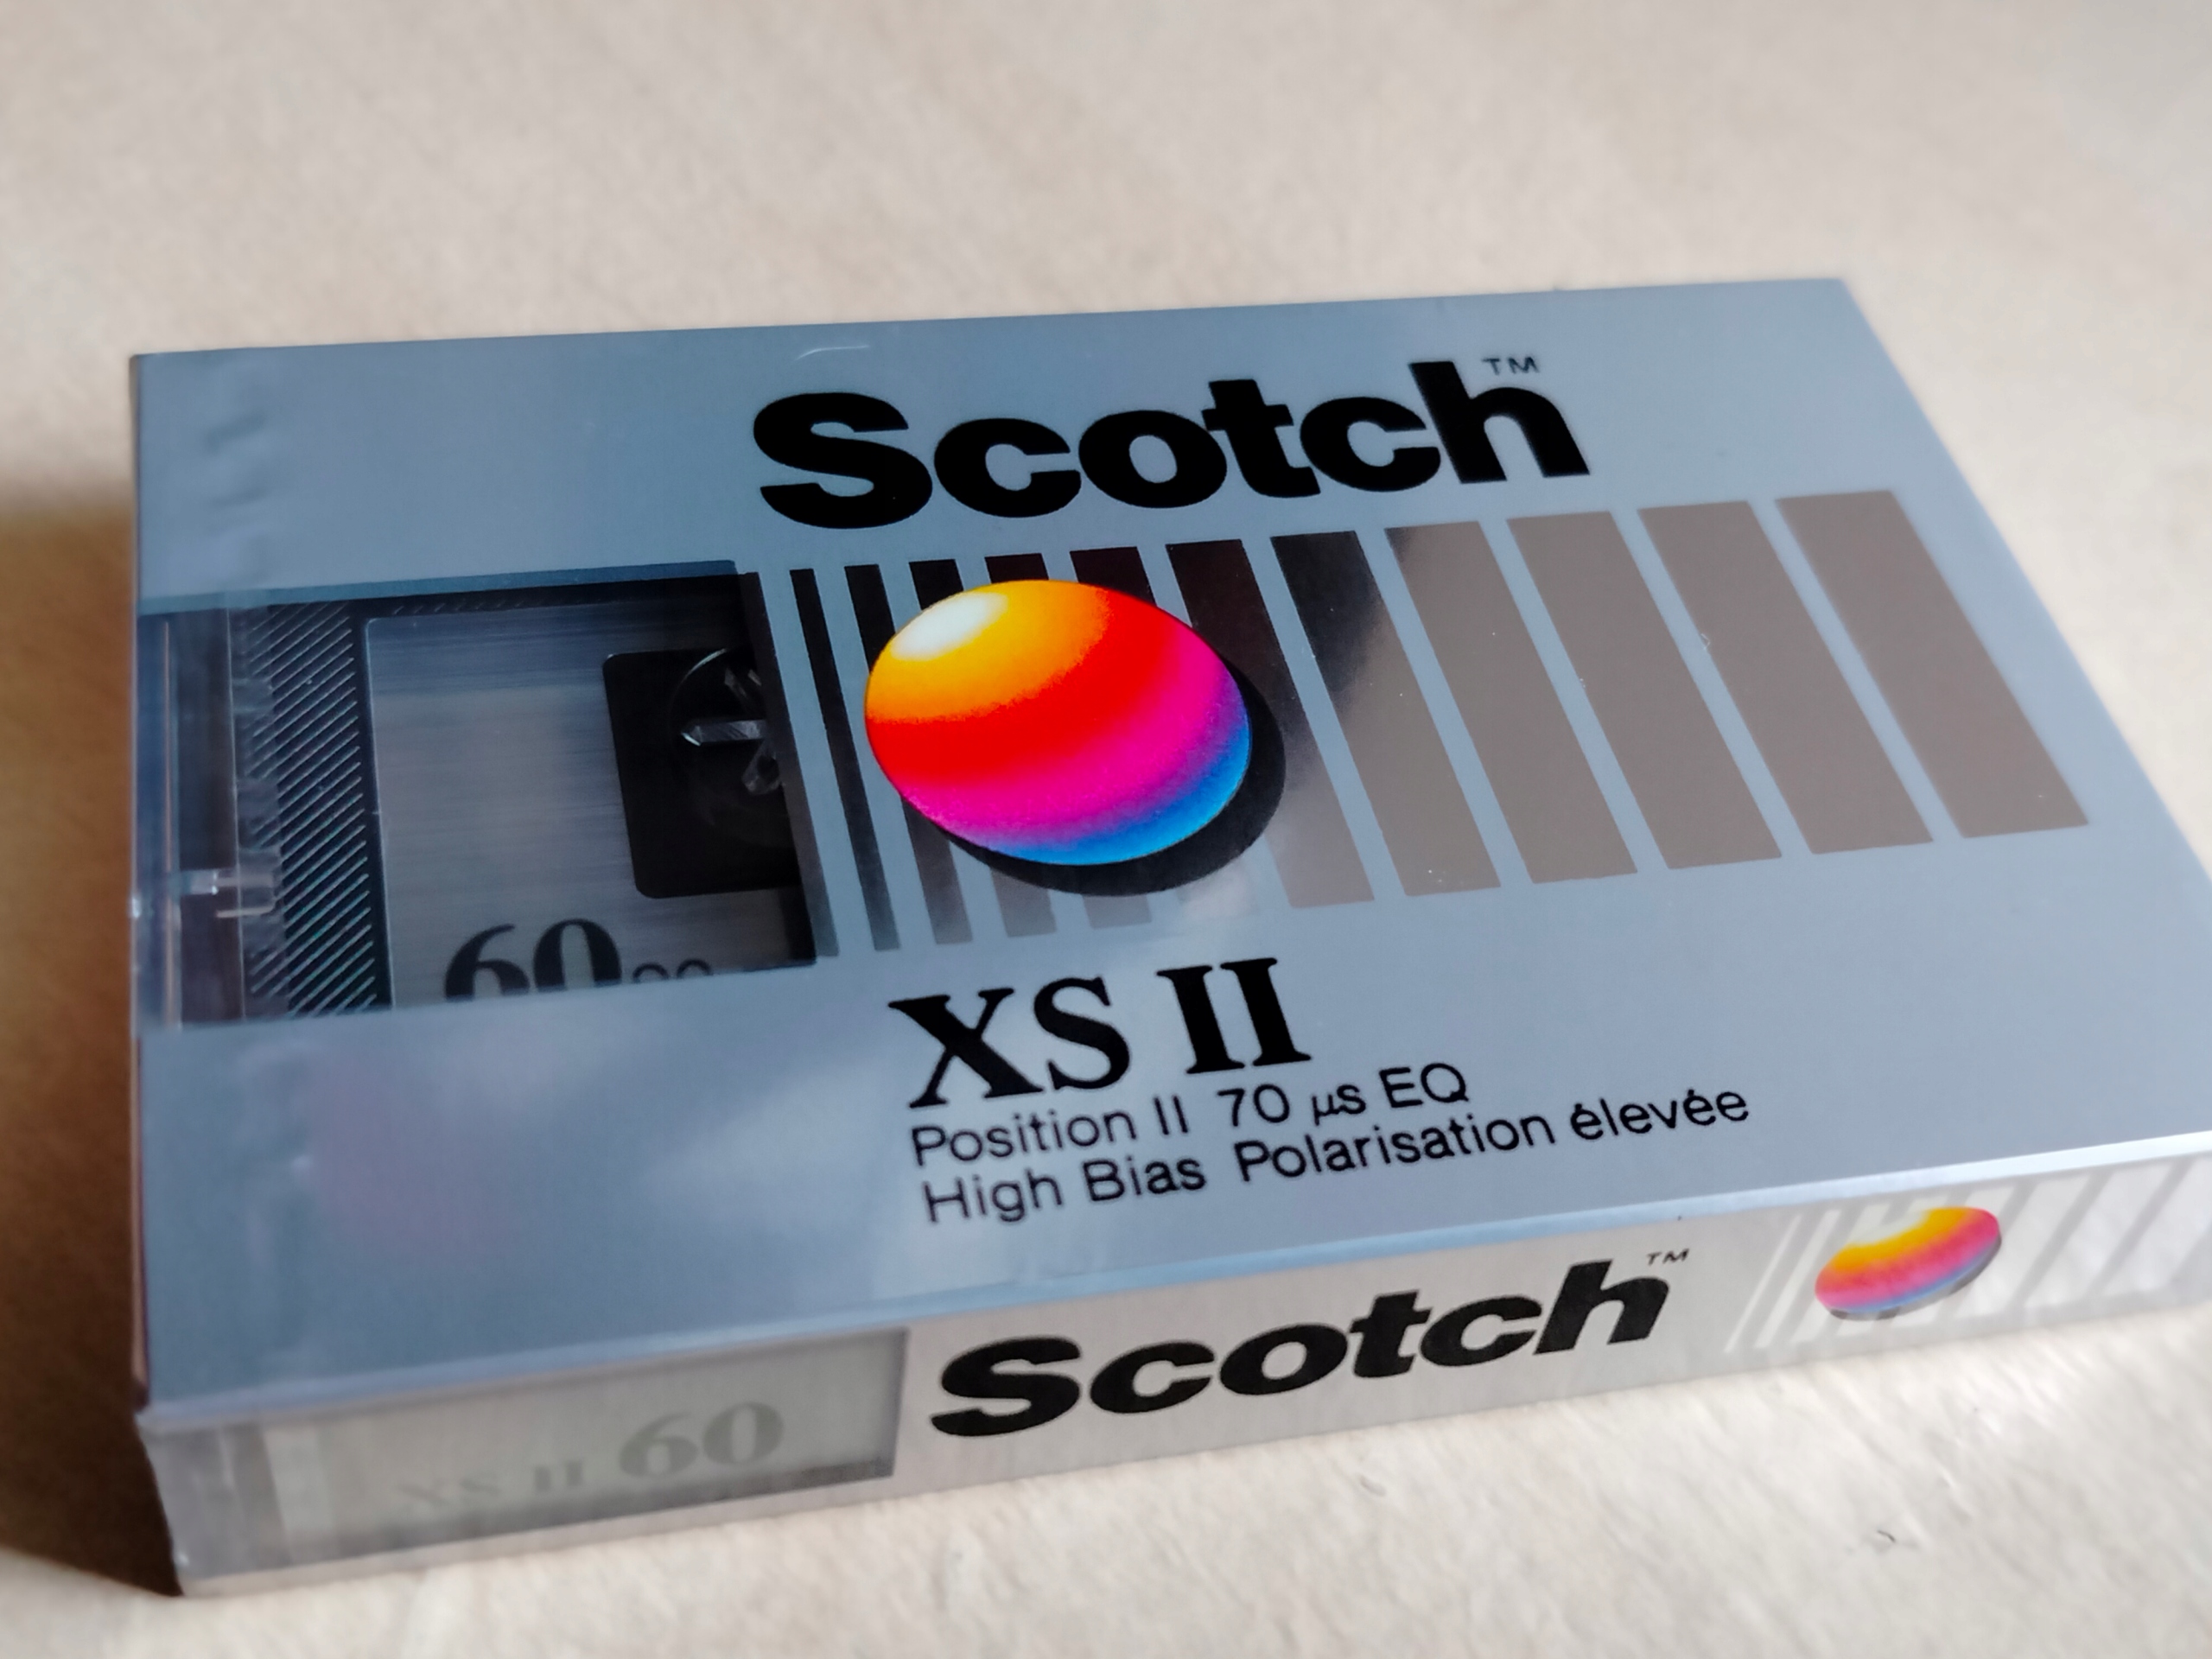 Scotch™
60
XS II
Position II 70 µs EQ
High Bias Polarisation élevée
XS II 60
Scotch™